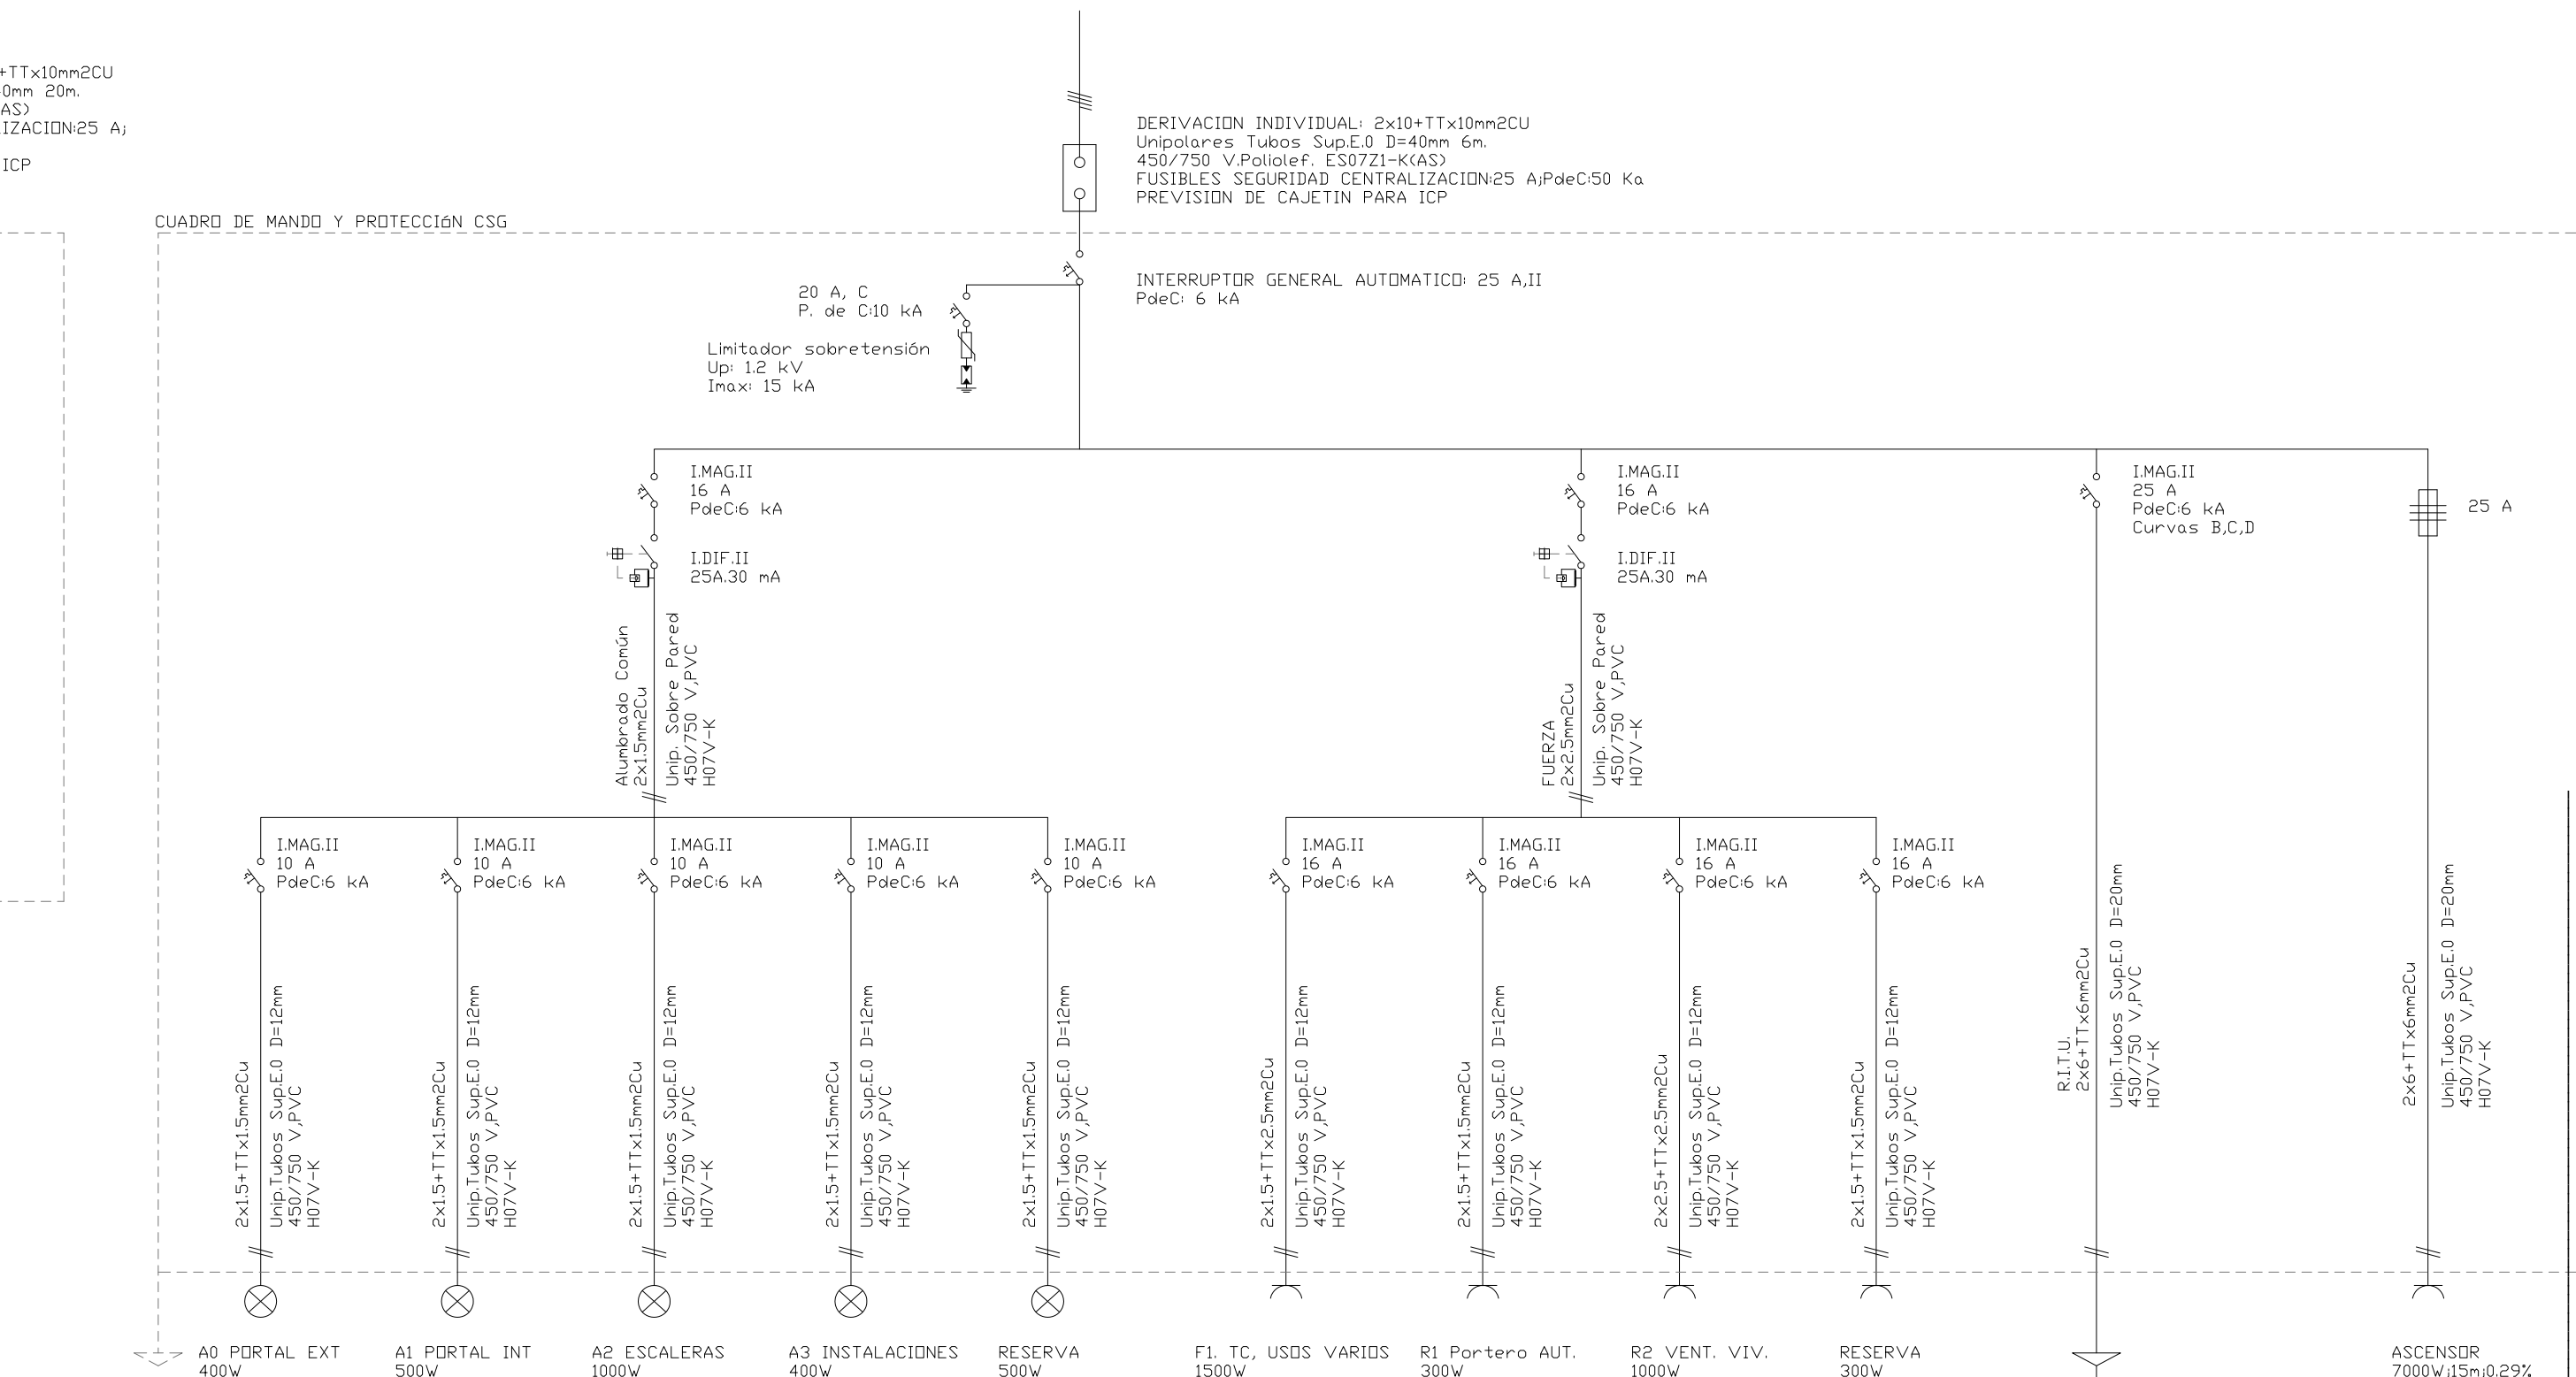 +TTx10mm2CU
0mm 20m.
AS)
IZACION:25 A;
ICP
DERIVACION INDIVIDUAL: 2x10+TTx10mm2CU
Unipolares Tubos Sup.E.0 D=40mm 6m.
450/750 V.Poliolef. ES07Z1-K(AS)
FUSIBLES SEGURIDAD CENTRALIZACION:25 A;PdeC:50 Ka
PREVISION DE CAJETIN PARA ICP
CUADRO DE MANDO Y PROTECCIóN CSG
INTERRUPTOR GENERAL AUTOMATICO: 25 A,II
PdeC: 6 kA
20 A, C
P. de C:10 kA
Limitador sobretensión
Up: 1.2 kV
Imax: 15 kA
I.MAG.II
16 A
PdeC:6 kA
I.DIF.II
25A.30 mA
Alumbrado Común
2x1.5mm2Cu
Unip. Sobre Pared
450/750 V,PVC
H07V-K
I.MAG.II
16 A
PdeC:6 kA
I.DIF.II
25A.30 mA
FUERZA
2x2.5mm2Cu
Unip. Sobre Pared
450/750 V,PVC
H07V-K
I.MAG.II
25 A
PdeC:6 kA
Curvas B,C,D
25 A
I.MAG.II
10 A
PdeC:6 kA
I.MAG.II
10 A
PdeC:6 kA
I.MAG.II
10 A
PdeC:6 kA
I.MAG.II
10 A
PdeC:6 kA
I.MAG.II
10 A
PdeC:6 kA
I.MAG.II
16 A
PdeC:6 kA
I.MAG.II
16 A
PdeC:6 kA
I.MAG.II
16 A
PdeC:6 kA
I.MAG.II
16 A
PdeC:6 kA
2x1.5+TTx1.5mm2Cu
Unip.Tubos Sup.E.0 D=12mm
450/750 V,PVC
H07V-K
2x1.5+TTx1.5mm2Cu
Unip.Tubos Sup.E.0 D=12mm
450/750 V,PVC
H07V-K
2x1.5+TTx1.5mm2Cu
Unip.Tubos Sup.E.0 D=12mm
450/750 V,PVC
H07V-K
2x1.5+TTx1.5mm2Cu
Unip.Tubos Sup.E.0 D=12mm
450/750 V,PVC
H07V-K
2x1.5+TTx1.5mm2Cu
Unip.Tubos Sup.E.0 D=12mm
450/750 V,PVC
H07V-K
2x1.5+TTx2.5mm2Cu
Unip.Tubos Sup.E.0 D=12mm
450/750 V,PVC
H07V-K
2x1.5+TTx1.5mm2Cu
Unip.Tubos Sup.E.0 D=12mm
450/750 V,PVC
H07V-K
2x2.5+TTx2.5mm2Cu
Unip.Tubos Sup.E.0 D=12mm
450/750 V,PVC
H07V-K
2x1.5+TTx1.5mm2Cu
Unip.Tubos Sup.E.0 D=12mm
450/750 V,PVC
H07V-K
R.I.T.U.
2x6+TTx6mm2Cu
Unip.Tubos Sup.E.0 D=20mm
450/750 V,PVC
H07V-K
2x6+TTx6mm2Cu
Unip.Tubos Sup.E.0 D=20mm
450/750 V,PVC
H07V-K
A0 PORTAL EXT
400W
A1 PORTAL INT
500W
A2 ESCALERAS
1000W
A3 INSTALACIONES
400W
RESERVA
500W
F1. TC, USOS VARIOS
1500W
R1 Portero AUT.
300W
R2 VENT. VIV.
1000W
RESERVA
300W
ASCENSOR
7000W;15m;0.29%